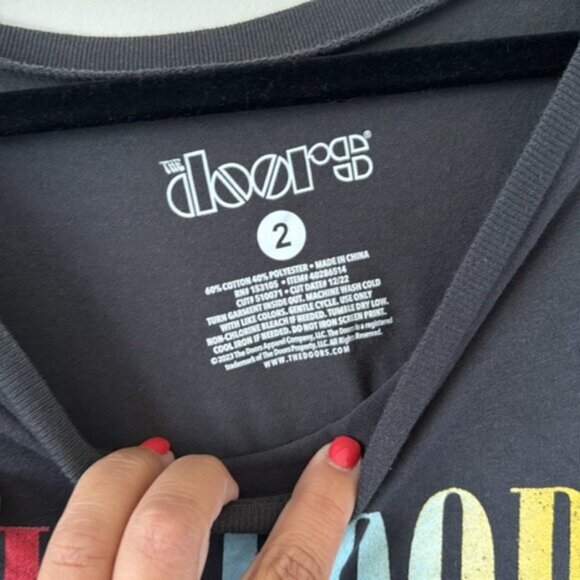 THE
doors®
2
60% COTTON 40% POLYESTER • MADE IN CHINA
RN# 153105 • ITEM# 40286514
CUT# 510071 • CUT DATE# 12/22
TURN GARMENT INSIDE OUT. MACHINE WASH COLD
WITH LIKE COLORS. GENTLE CYCLE. USE ONLY
NON-CHLORINE BLEACH IF NEEDED. TUMBLE DRY LOW.
COOL IRON IF NEEDED. DO NOT IRON SCREEN PRINT.
©2023 The Doors Apparel Company, LLC. The Doors is a registered
trademark of The Doors Property, LLC. All rights reserved.
WWW.THEDOORS.COM